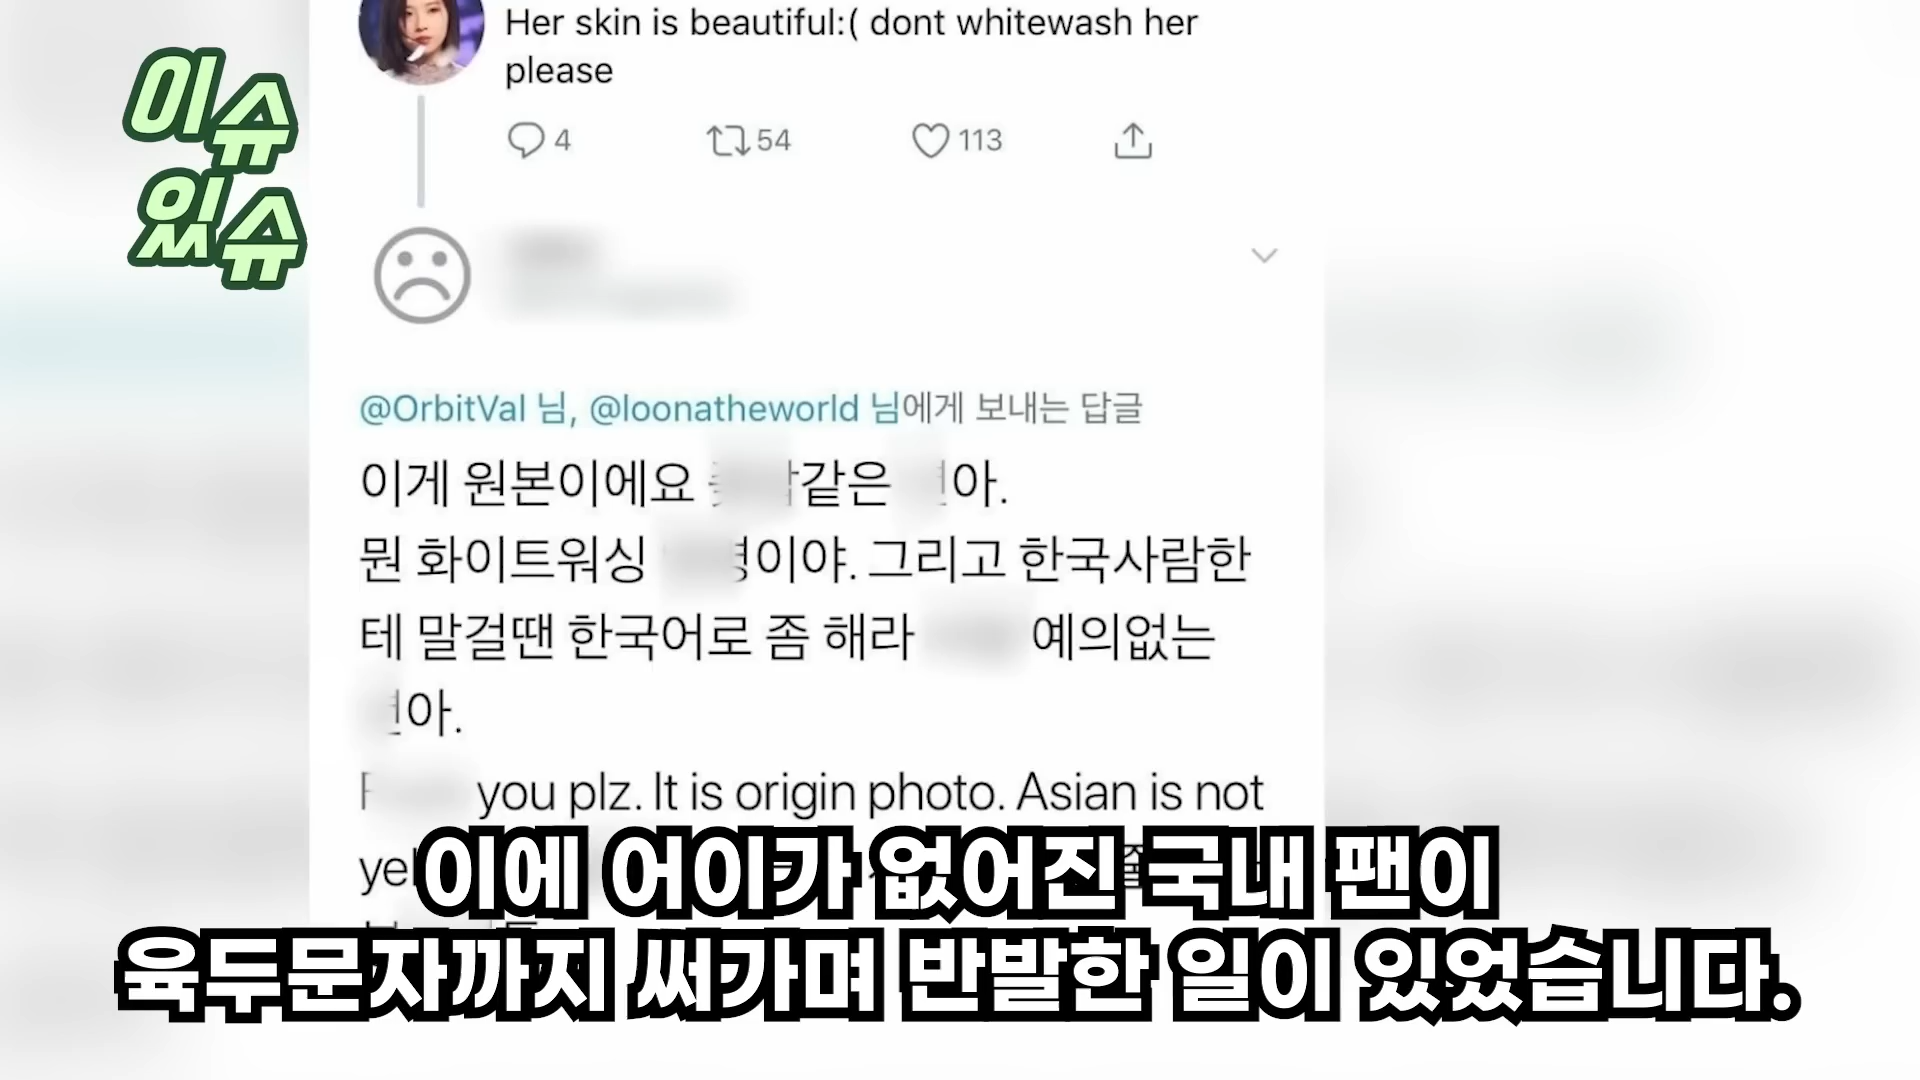 이슈
있슈
Her skin is beautiful:( dont whitewash her
please
4 54 113
@OrbitVal 님, @loonatheworld 님에게 보내는 답글
이게 원본이에요 같은 아.
뭔 화이트워싱 이야. 그리고 한국사람한
테 말걸땐 한국어로 좀 해라 예의없는
아.
you plz. It is origin photo. Asian is not
이에 어이가 없어진 국내 팬이
육두문자까지 써가며 반발한 일이 있었습니다.